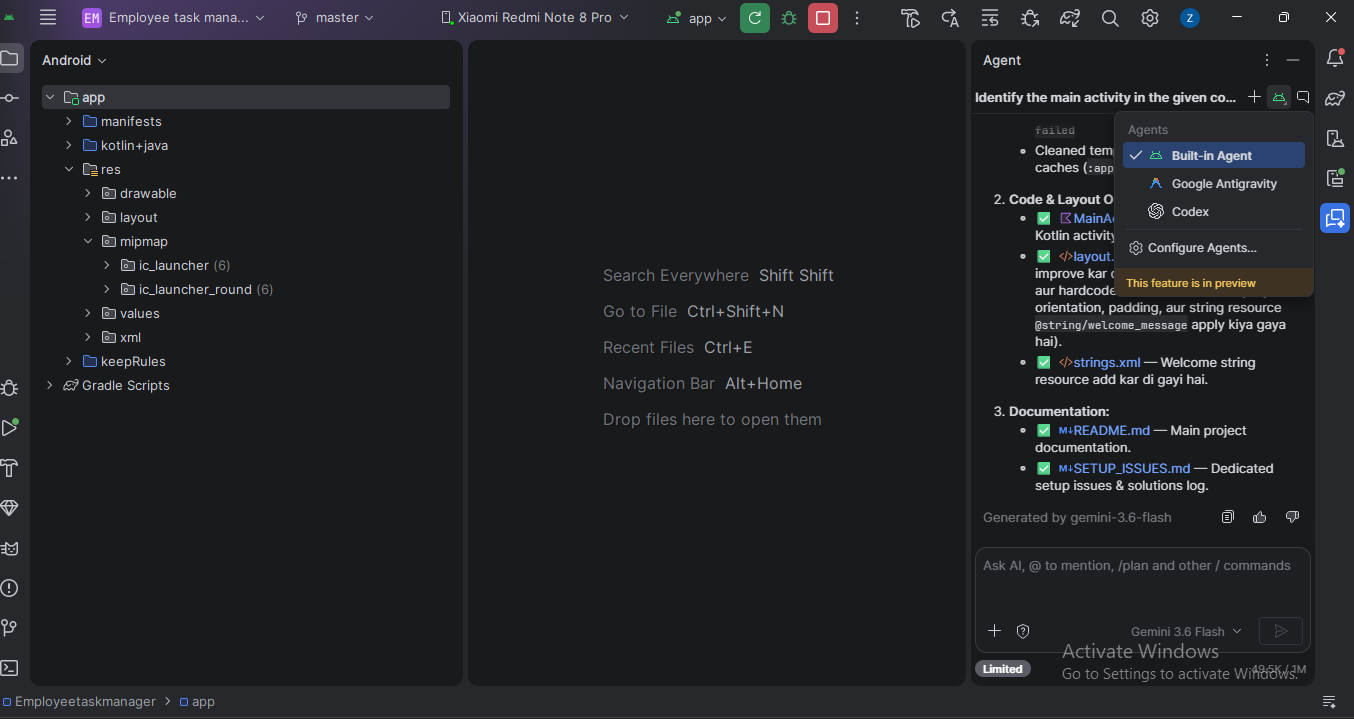 EM Employee task mana...
master
Xiaomi Redmi Note 8 Pro
app
Z
Android
app
manifests
kotlin+java
res
drawable
layout
mipmap
ic_launcher (6)
ic_launcher_round (6)
values
xml
keepRules
Gradle Scripts
Search Everywhere Shift Shift
Go to File Ctrl+Shift+N
Recent Files Ctrl+E
Navigation Bar Alt+Home
Drop files here to open them
Agent
Identify the main activity in the given co...
Agents
Built-in Agent
Google Antigravity
Codex
Configure Agents...
This feature is in preview
failed
• Cleaned tem
caches (:app
2. Code & Layout O
• ✅ MainA
Kotlin activity
• ✅ </>layout.
improve kar
aur hardcode
orientation, padding, aur string resource
@string/welcome_message apply kiya gaya
hai).
• ✅ </>strings.xml — Welcome string
resource add kar di gayi hai.
3. Documentation:
• ✅ M↓README.md — Main project
documentation.
• ✅ M↓SETUP_ISSUES.md — Dedicated
setup issues & solutions log.
Generated by gemini-3.6-flash
Ask AI, @ to mention, /plan and other / commands
Gemini 3.6 Flash
Limited
49.5K / 1M
Activate Windows
Go to Settings to activate Windows.
Employeetaskmanager > app